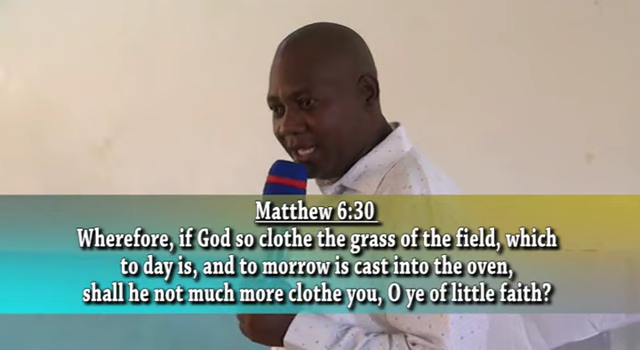 Matthew 6:30
Wherefore, if God so clothe the grass of the field, which
to day is, and to morrow is cast into the oven,
shall he not much more clothe you, O ye of little faith?